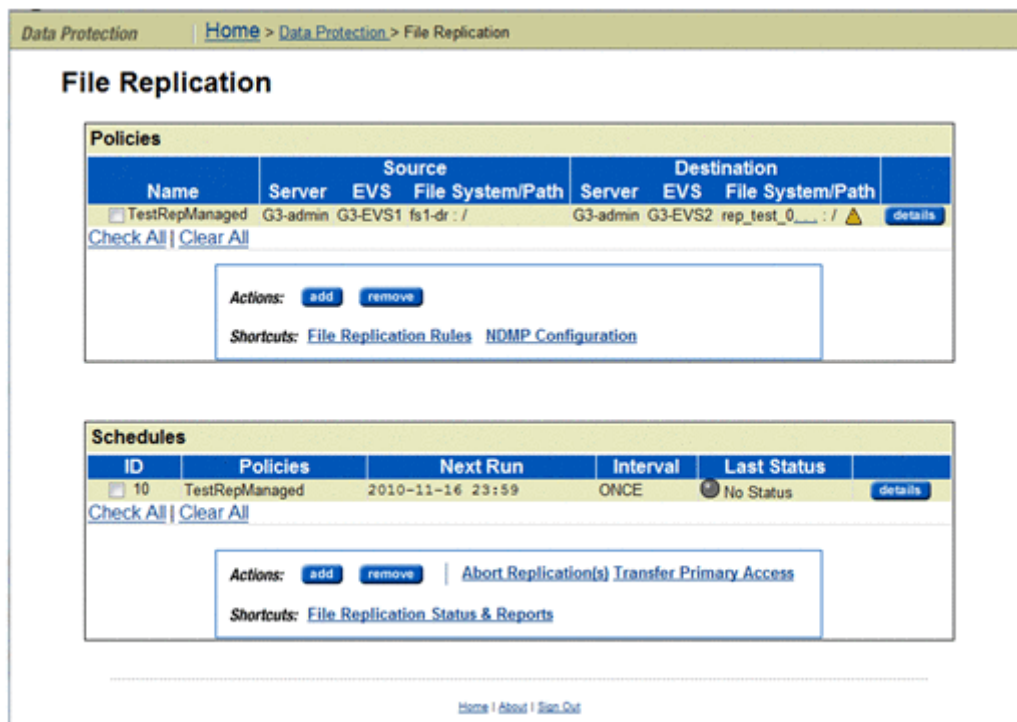 Data Protection Home > Data Protection > File Replication
File Replication
Policies
Source Destination
Name Server EVS File System/Path Server EVS File System/Path
TestRepManaged G3-admin G3-EVS1 fs1-dr : / G3-admin G3-EVS2 rep_test_0... : / details
Check All | Clear All
Actions: add remove
Shortcuts: File Replication Rules NDMP Configuration
Schedules
ID Policies Next Run Interval Last Status
10 TestRepManaged 2010-11-16 23:59 ONCE No Status details
Check All | Clear All
Actions: add remove | Abort Replication(s) Transfer Primary Access
Shortcuts: File Replication Status & Reports
Home | About | Sign Out